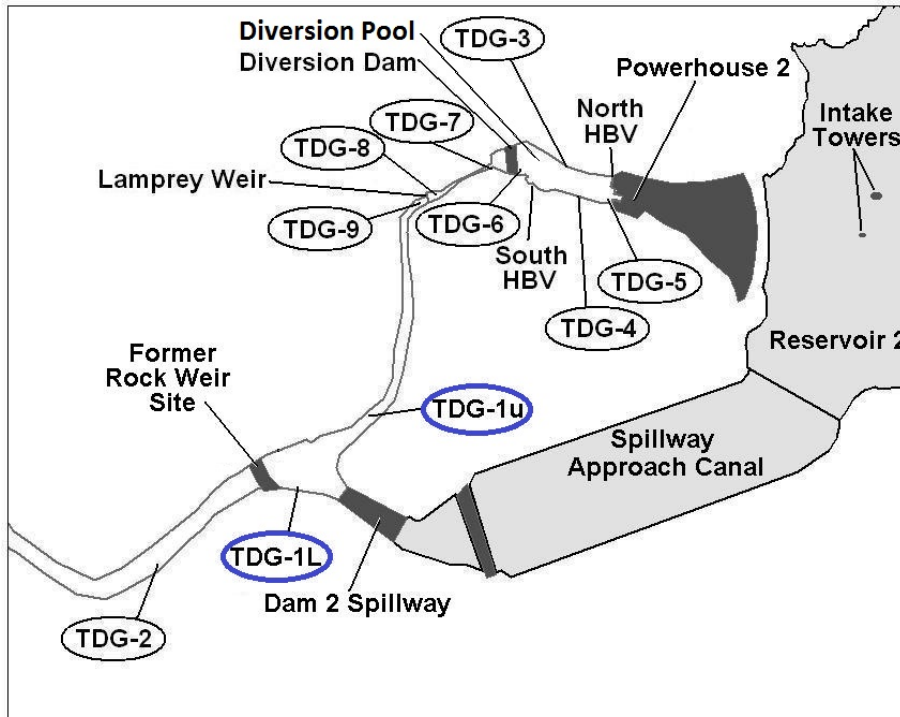 Diversion Pool
Diversion Dam
TDG-3
Powerhouse 2
North
HBV
Intake
Towers
TDG-7
TDG-8
Lamprey Weir
TDG-9
TDG-6
South
HBV
TDG-5
TDG-4
Reservoir 2
Former
Rock Weir
Site
TDG-1u
Spillway
Approach Canal
TDG-1L
Dam 2 Spillway
TDG-2